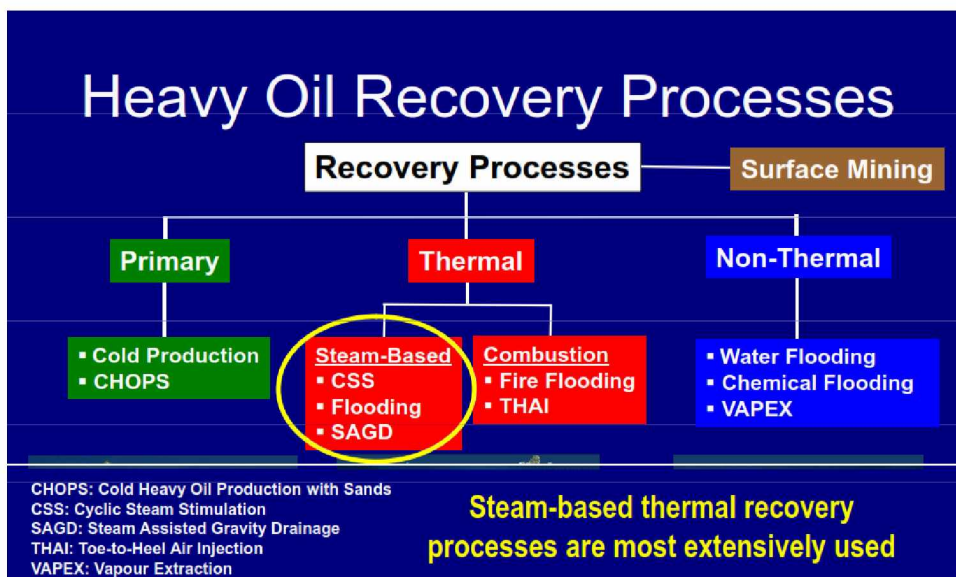 Heavy Oil Recovery Processes
Recovery Processes
Surface Mining
Primary
Thermal
Non-Thermal
▪ Cold Production
▪ CHOPS
Steam-Based
▪ CSS
▪ Flooding
▪ SAGD
Combustion
▪ Fire Flooding
▪ THAI
▪ Water Flooding
▪ Chemical Flooding
▪ VAPEX
CHOPS: Cold Heavy Oil Production with Sands
CSS: Cyclic Steam Stimulation
SAGD: Steam Assisted Gravity Drainage
THAI: Toe-to-Heel Air Injection
VAPEX: Vapour Extraction
Steam-based thermal recovery
processes are most extensively used